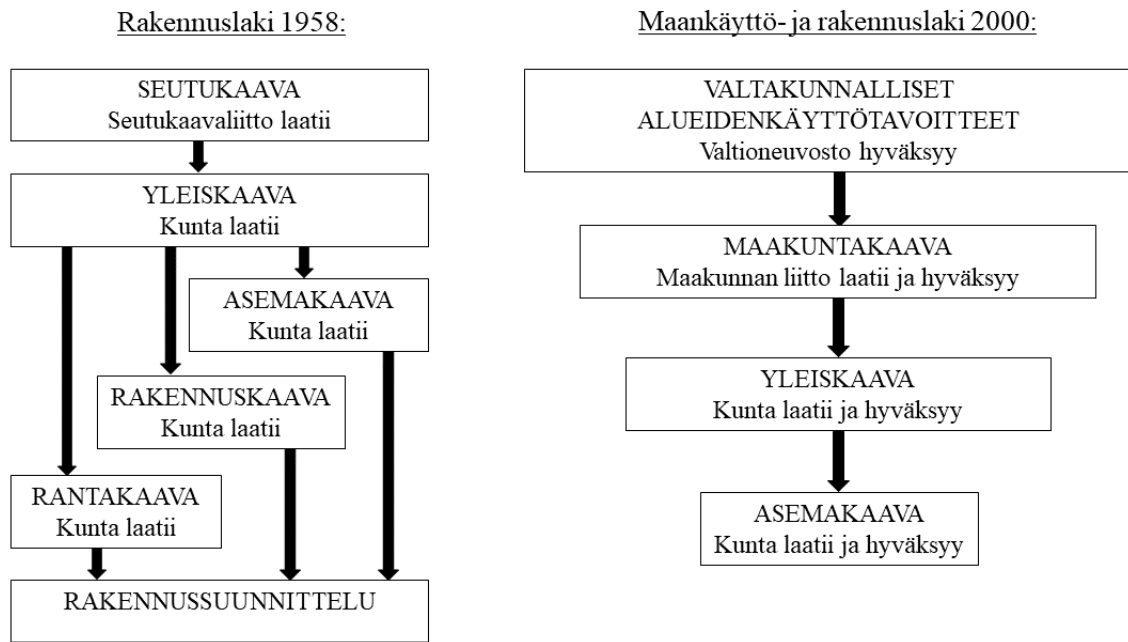 Rakennuslaki 1958:
SEUTUKAAVA
Seutukaavaliitto laatii
YLEISKAAVA
Kunta laatii
ASEMAKAAVA
Kunta laatii
RAKENNUSKAAVA
Kunta laatii
RANTAKAAVA
Kunta laatii
RAKENNUSSUUNNITTELU
Maankäyttö- ja rakennuslaki 2000:
VALTAKUNNALLISET
ALUEIDENKÄYTTÖTAVOITTEET
Valtioneuvosto hyväksyy
MAAKUNTAKAAVA
Maakunnan liitto laatii ja hyväksyy
YLEISKAAVA
Kunta laatii ja hyväksyy
ASEMAKAAVA
Kunta laatii ja hyväksyy